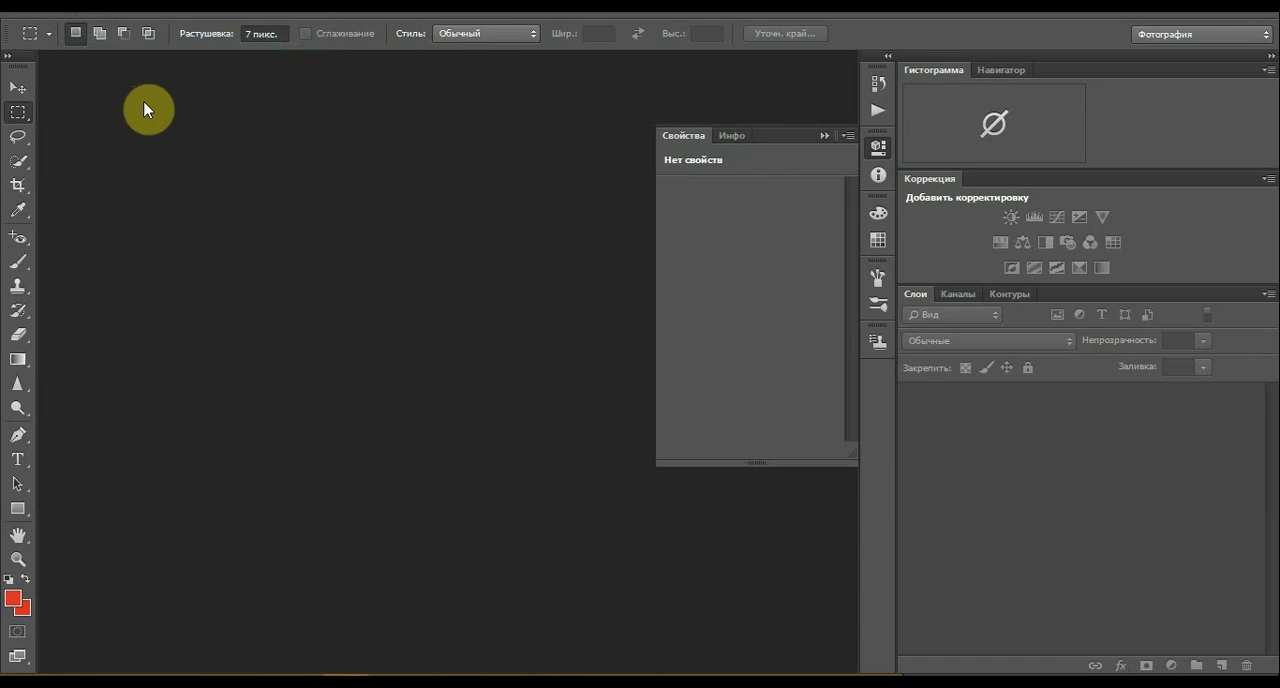 Растушевка: 7 пикс. Сглаживание Стиль: Обычный Шир.: Выс.: Уточн. край... Фотография
Гистограмма Навигатор
Свойства Инфо
Нет свойств
Коррекция
Добавить корректировку
Слои Каналы Контуры
Вид
Обычные Непрозрачность:
Закрепить: Заливка: